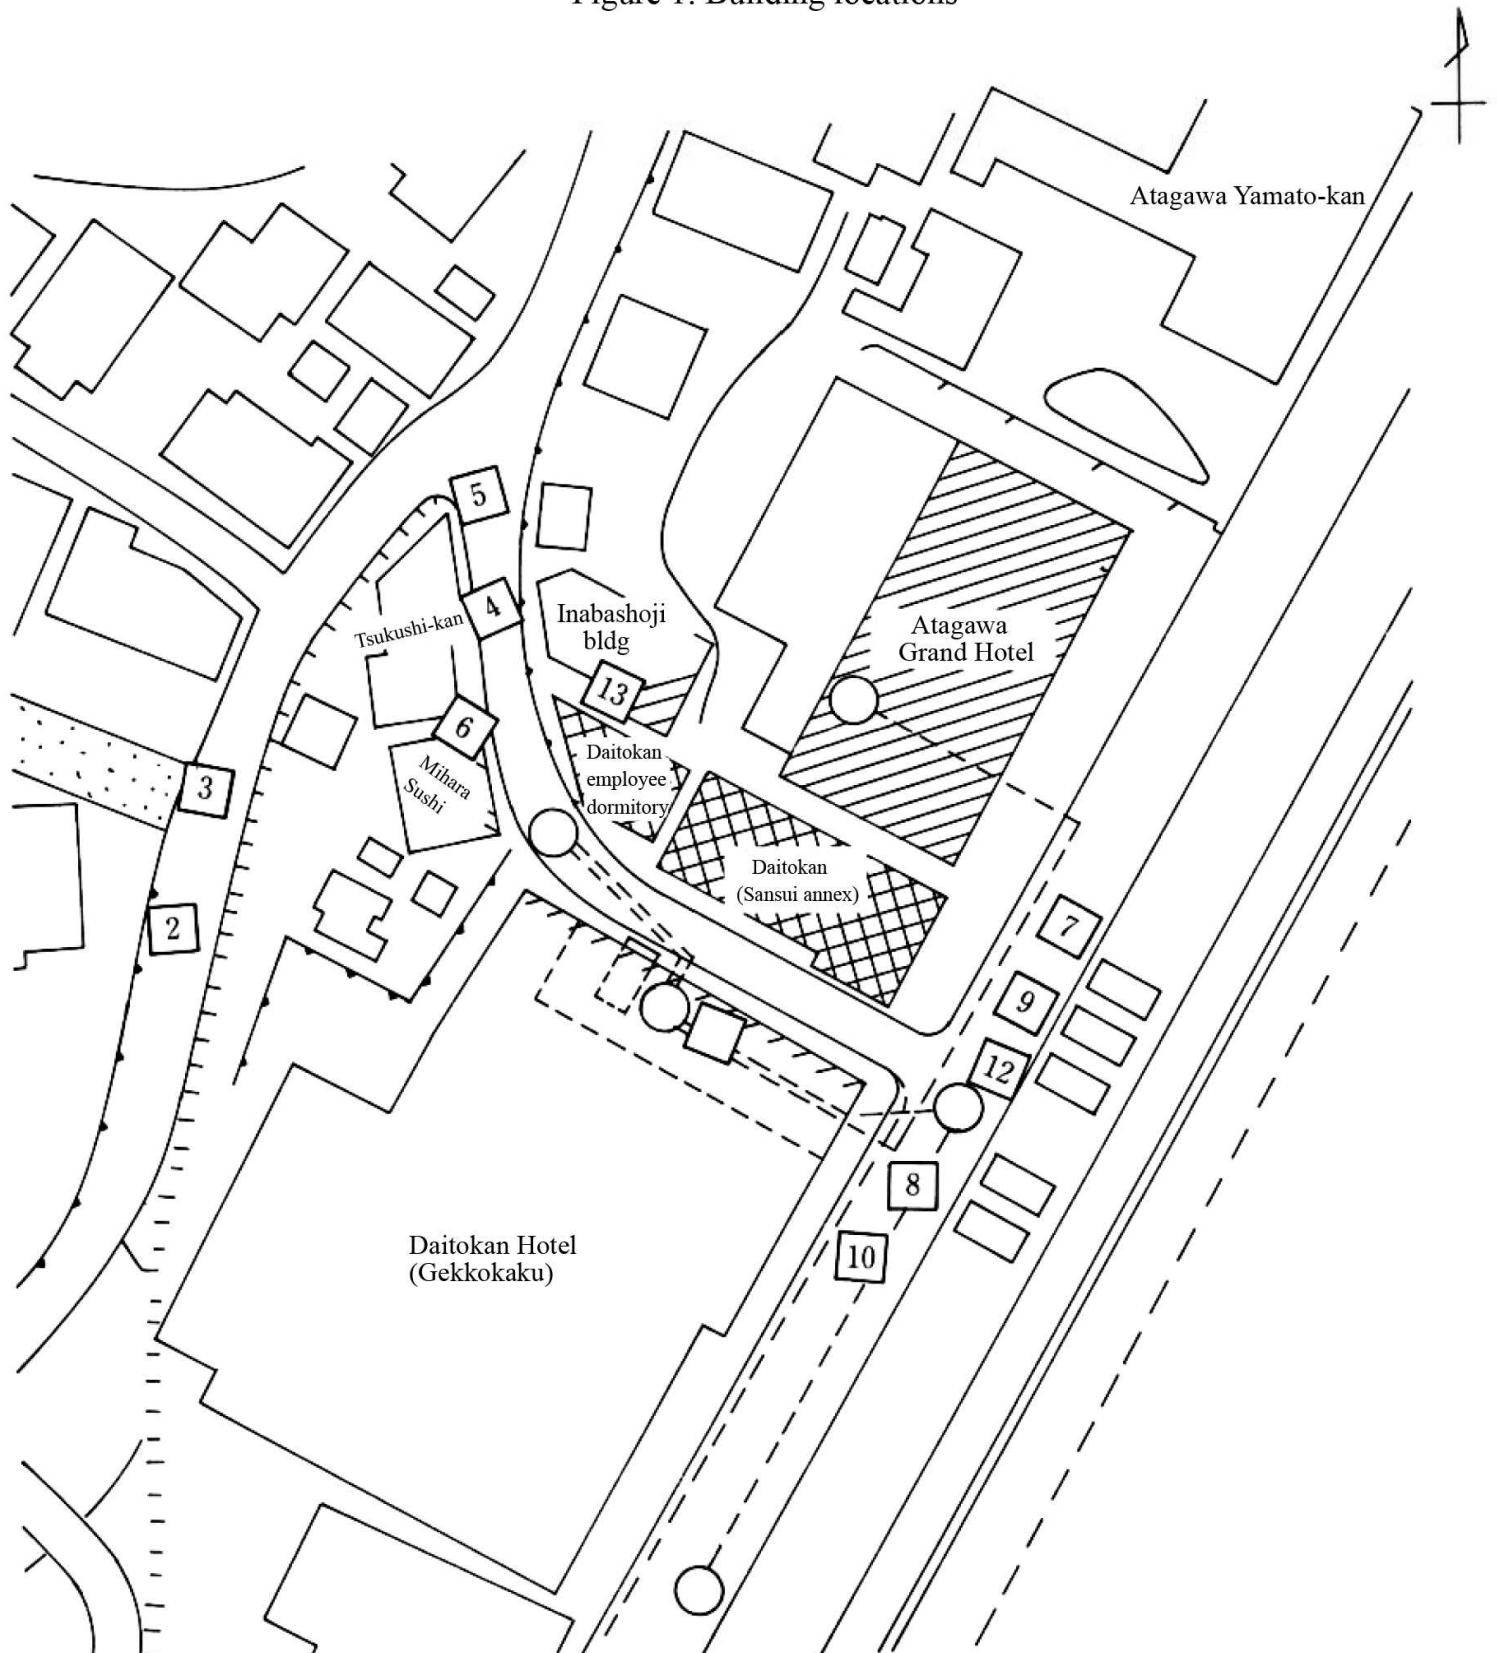 Figure 1: Building locations
Atagawa Yamato-kan
5
4
Inabashoji
bldg
Atagawa
Grand Hotel
Tsukushi-kan
13
6
Daitokan
employee
dormitory
Mihara
Sushi
3
Daitokan
(Sansui annex)
2
7
9
12
8
10
Daitokan Hotel
(Gekkokaku)